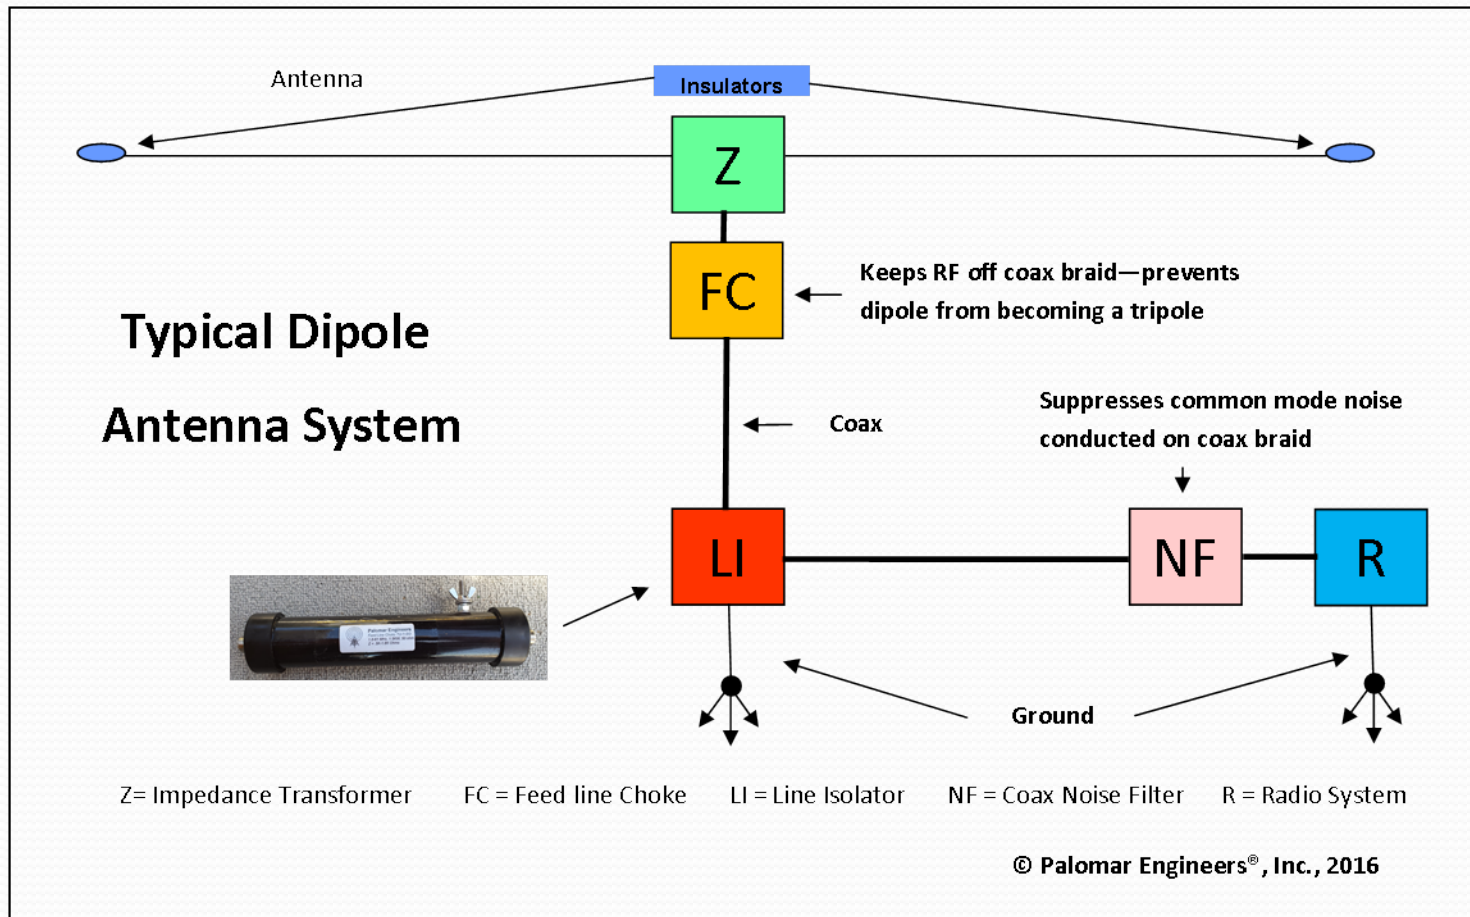 Antenna
Insulators
Z
FC
Keeps RF off coax braid—prevents
dipole from becoming a tripole
Typical Dipole
Antenna System
Coax
Suppresses common mode noise
conducted on coax braid
LI
NF
R
Palomar Engineers
Ground
Z= Impedance Transformer FC = Feed line Choke LI = Line Isolator NF = Coax Noise Filter R = Radio System
© Palomar Engineers®, Inc., 2016